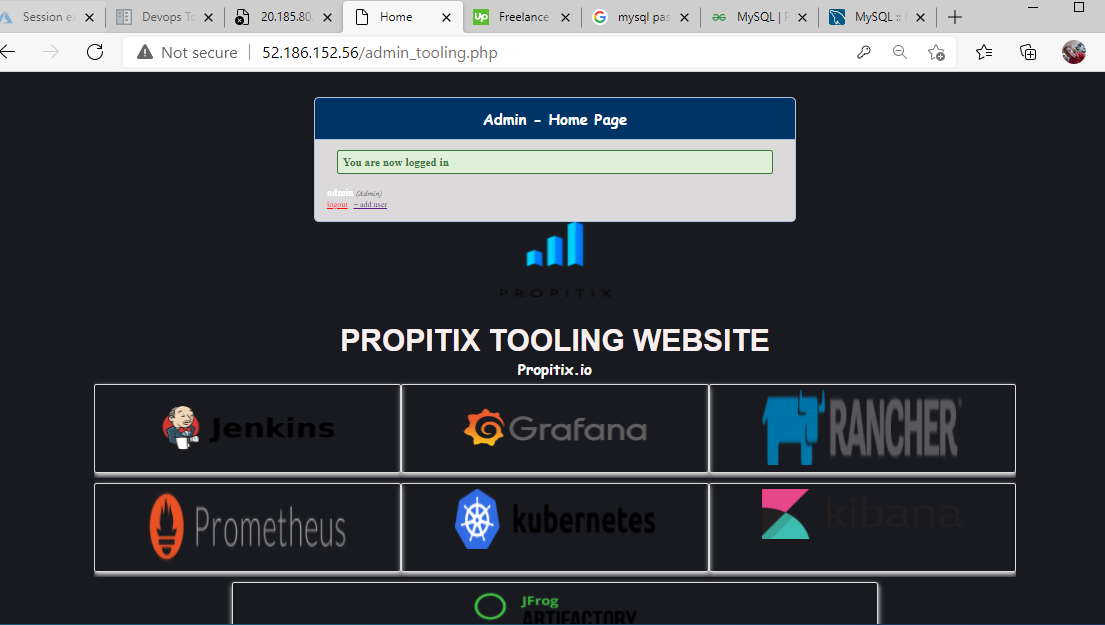 Session e
Devops To
20.185.80.
Home
Freelance
mysql pas
MySQL | P
MySQL ::
Not secure
52.186.152.56/admin_tooling.php
Admin - Home Page
You are now logged in
admin (Admin)
logout + add user
PROPITIX
PROPITIX TOOLING WEBSITE
Propitix.io
Jenkins
Grafana
RANCHER
Prometheus
kubernetes
kibana
JFrog
ARTIFACTORY